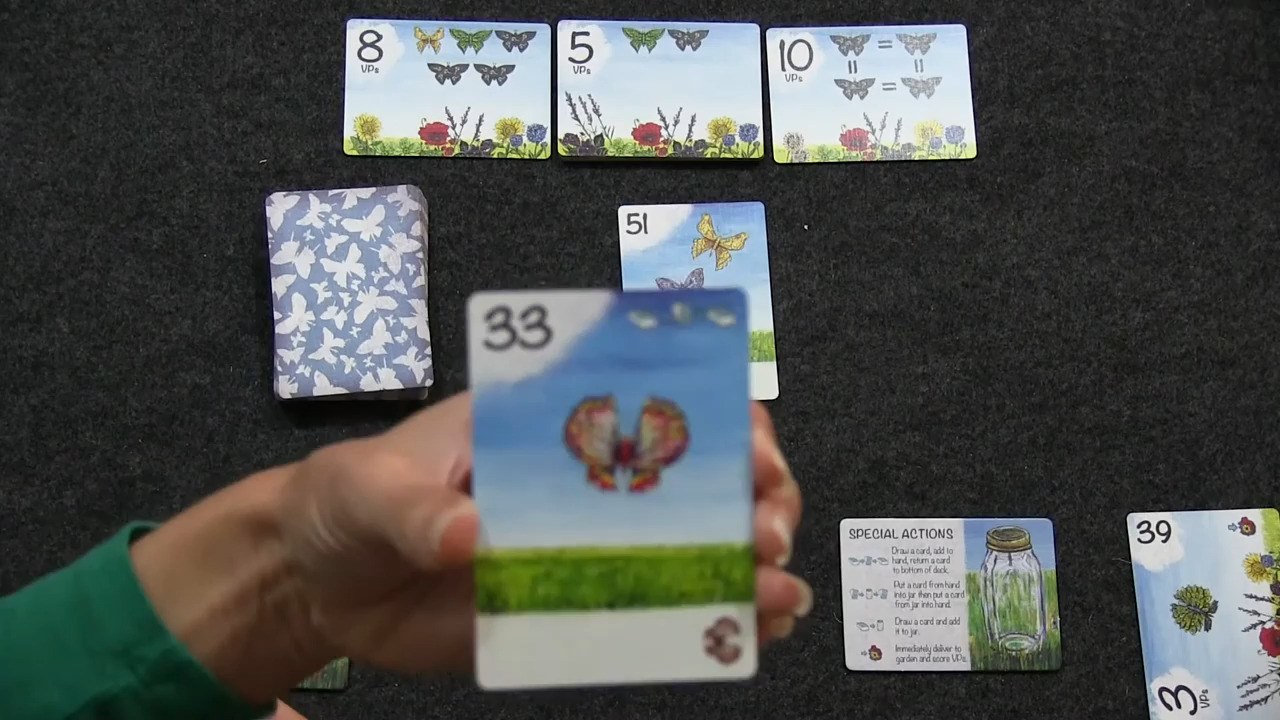 8
VPs
5
VPs
10
VPs
= 
=
=
=
51
33
SPECIAL ACTIONS
Draw a card, add to
hand, return a card
to bottom of deck.
Put a card from hand
into jar then put a card
from jar into hand.
Draw a card and add
it to jar.
Immediately deliver to
garden and score VPs.
39
3
VPs